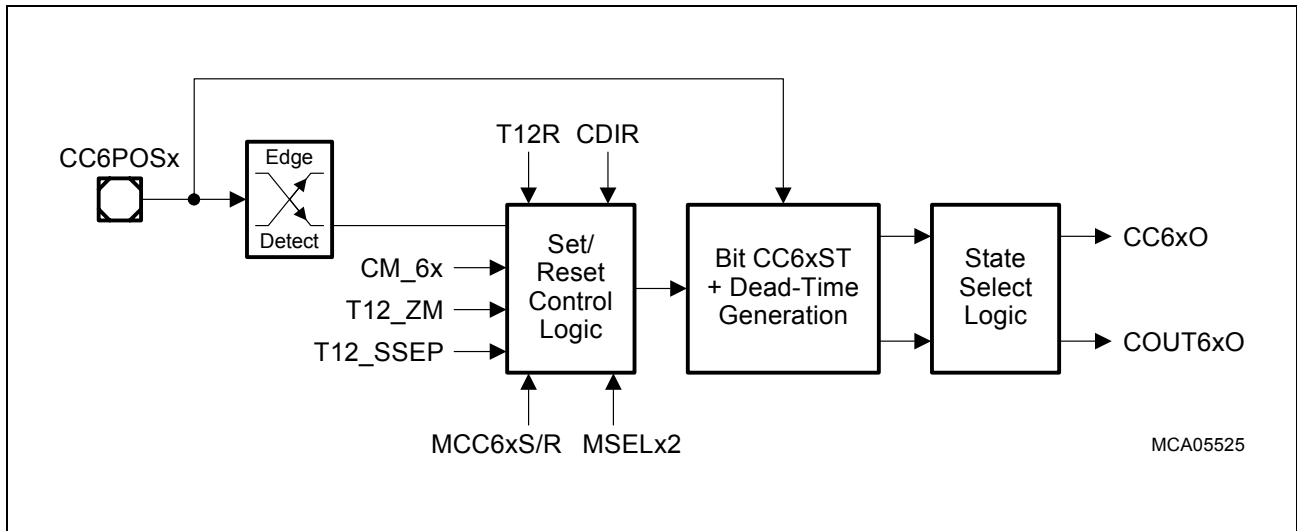 T12R CDIR
CC6POSx
Edge
Detect
CM_6x
T12_ZM
T12_SSEP
Set/
Reset
Control
Logic
Bit CC6xST
+ Dead-Time
Generation
State
Select
Logic
CC6xO
COUT6xO
MCC6xS/R MSELx2
MCA05525